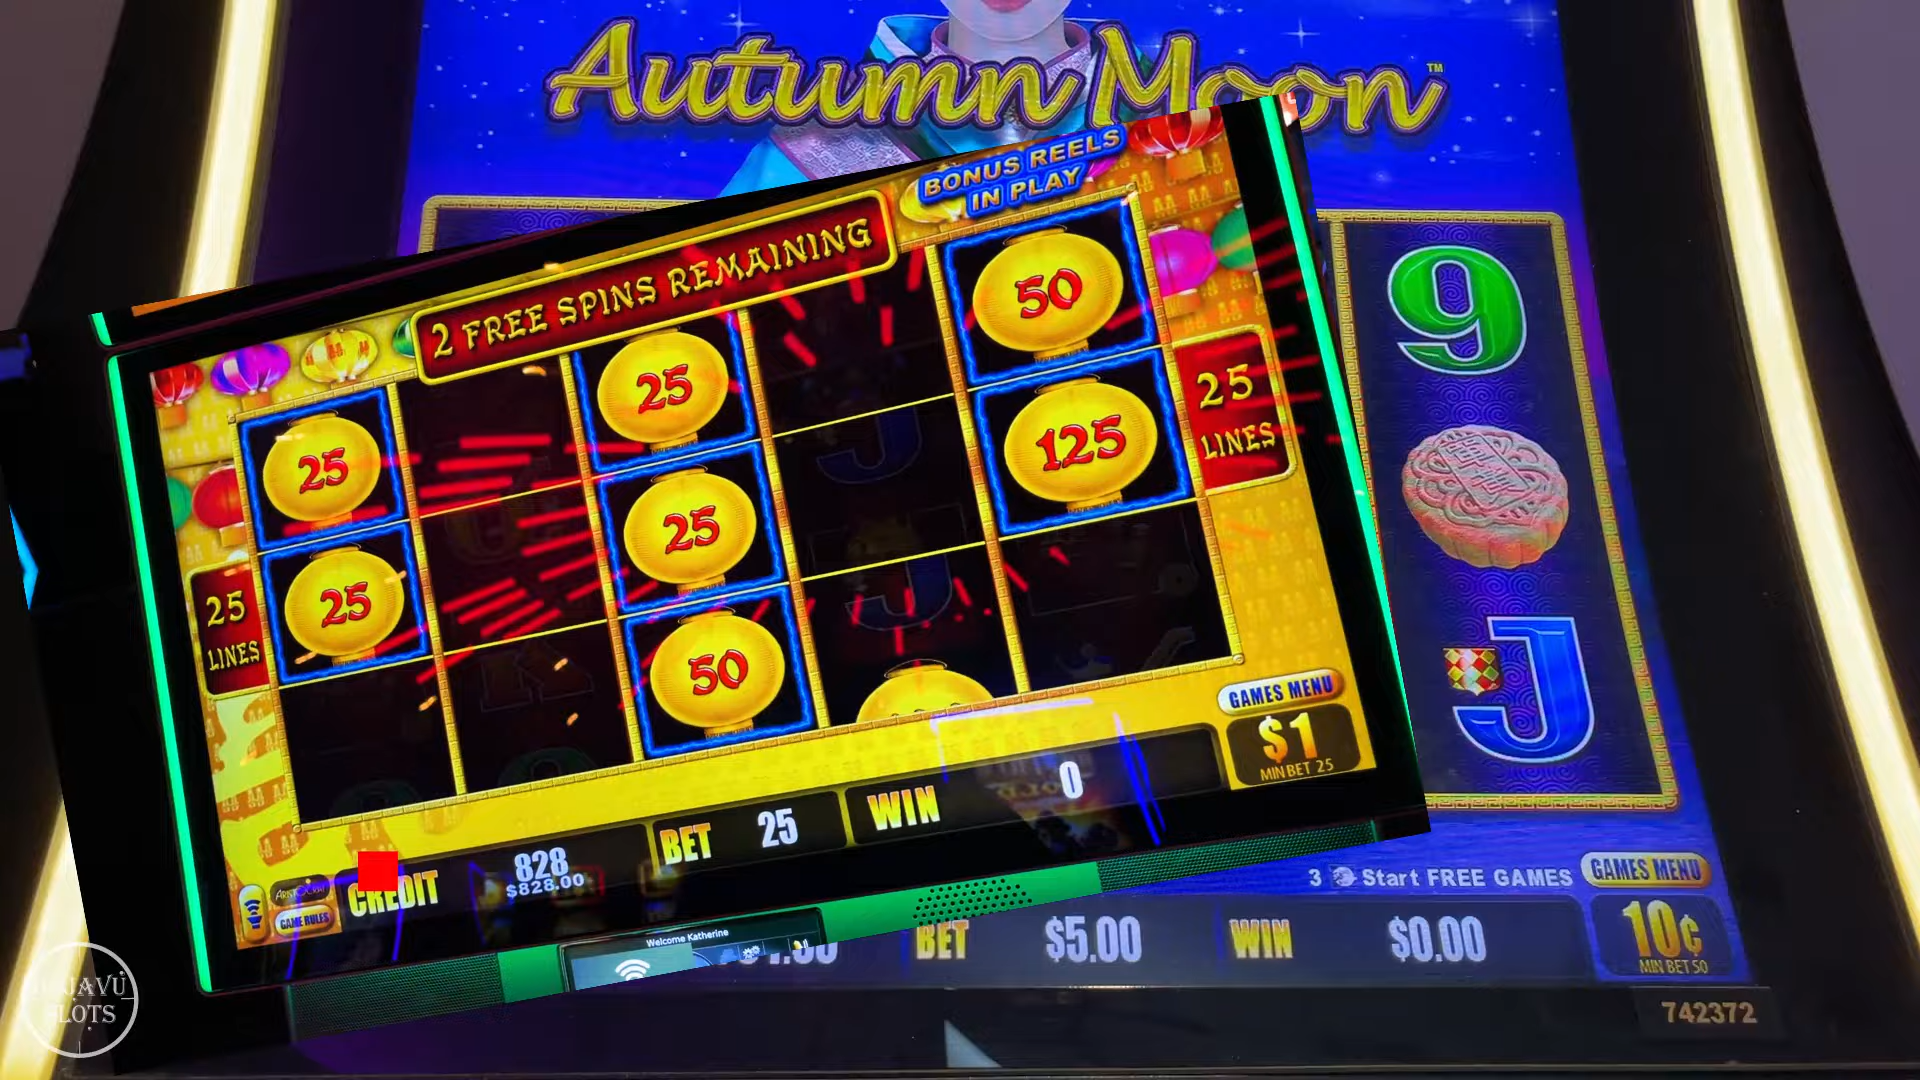 Autumn Moon™
BONUS REELS
IN PLAY
2 FREE SPINS REMAINING
50
25
25
125
25
LINES
25
25
25
25
LINES
50
9
J
GAMES MENU
$1
MIN BET 25
CREDIT
828
$828.00
BET
25
WIN
0
ARISTOCRAT
GAME RULES
Welcome Katherine
3 Start FREE GAMES
GAMES MENU
BET
$5.00
WIN
$0.00
10¢
MIN BET 50
742372
SLOTS